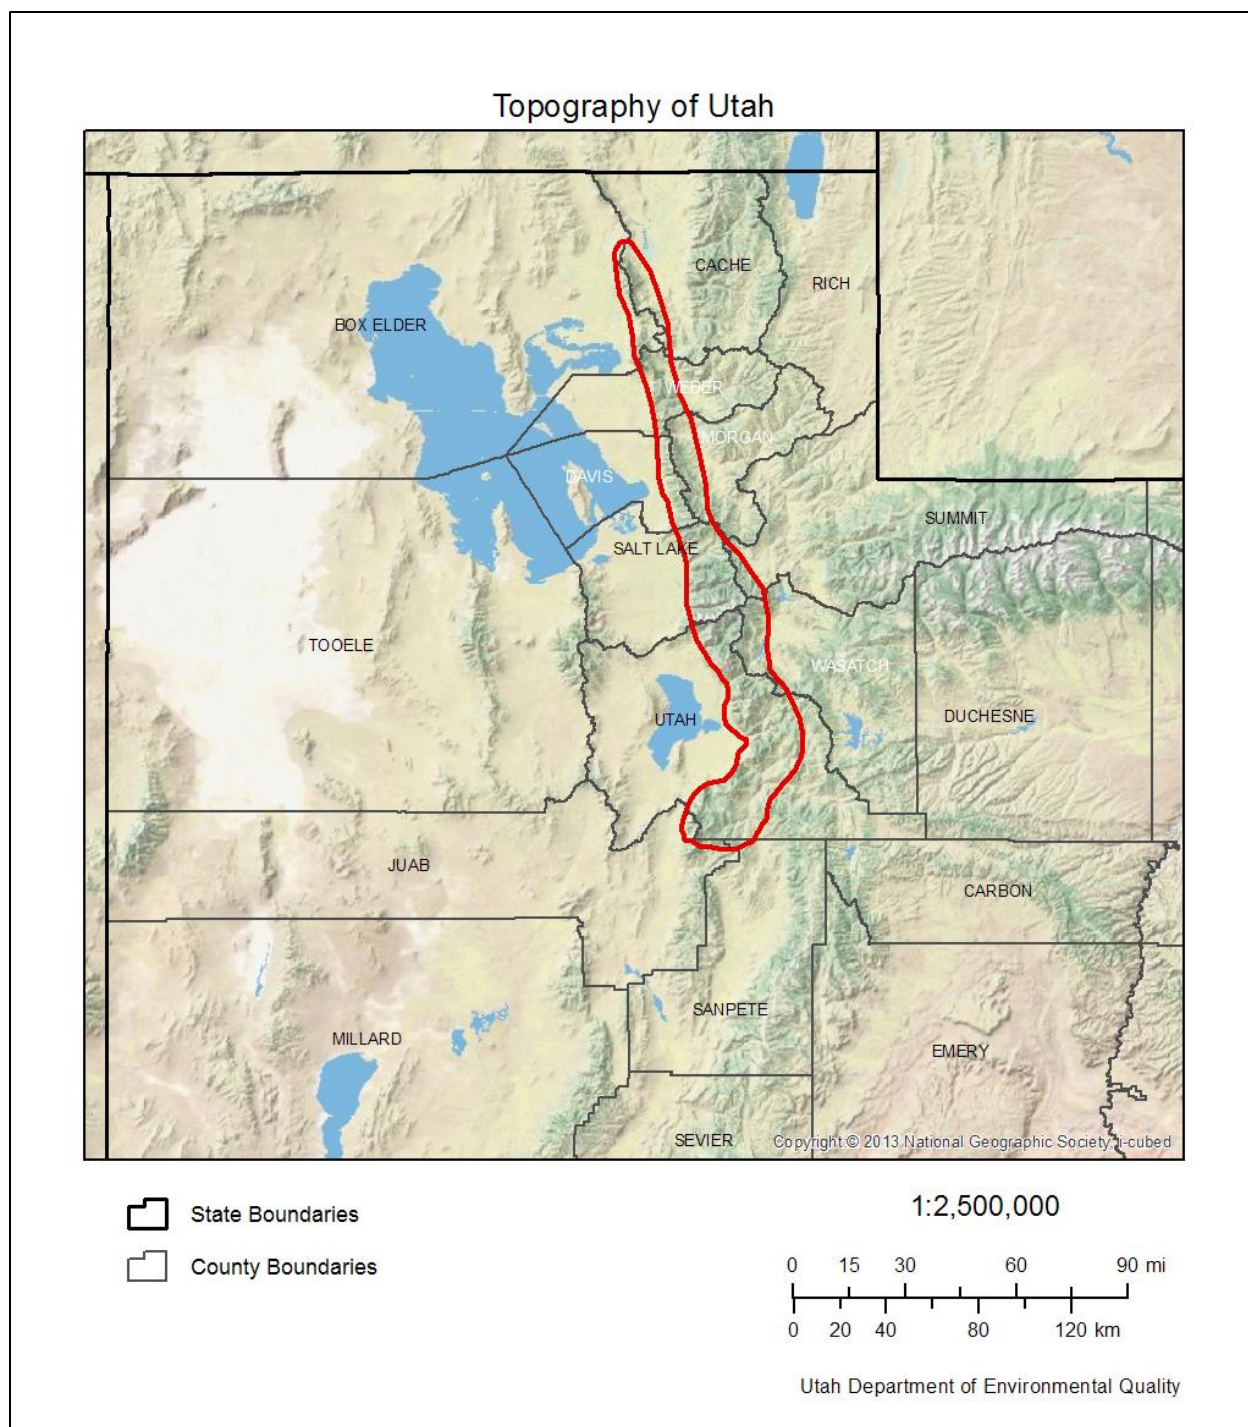 Topography of Utah
CACHE
RICH
BOX ELDER
WEBER
MORGAN
DAVIS
SUMMIT
SALT LAKE
TOOELE
WASATCH
UTAH
DUCHESNE
JUAB
CARBON
SANPETE
MILLARD
EMERY
SEVIER
Copyright:© 2013 National Geographic Society, i-cubed
State Boundaries
County Boundaries
1:2,500,000
0 15 30 60 90 mi
0 20 40 80 120 km
Utah Department of Environmental Quality